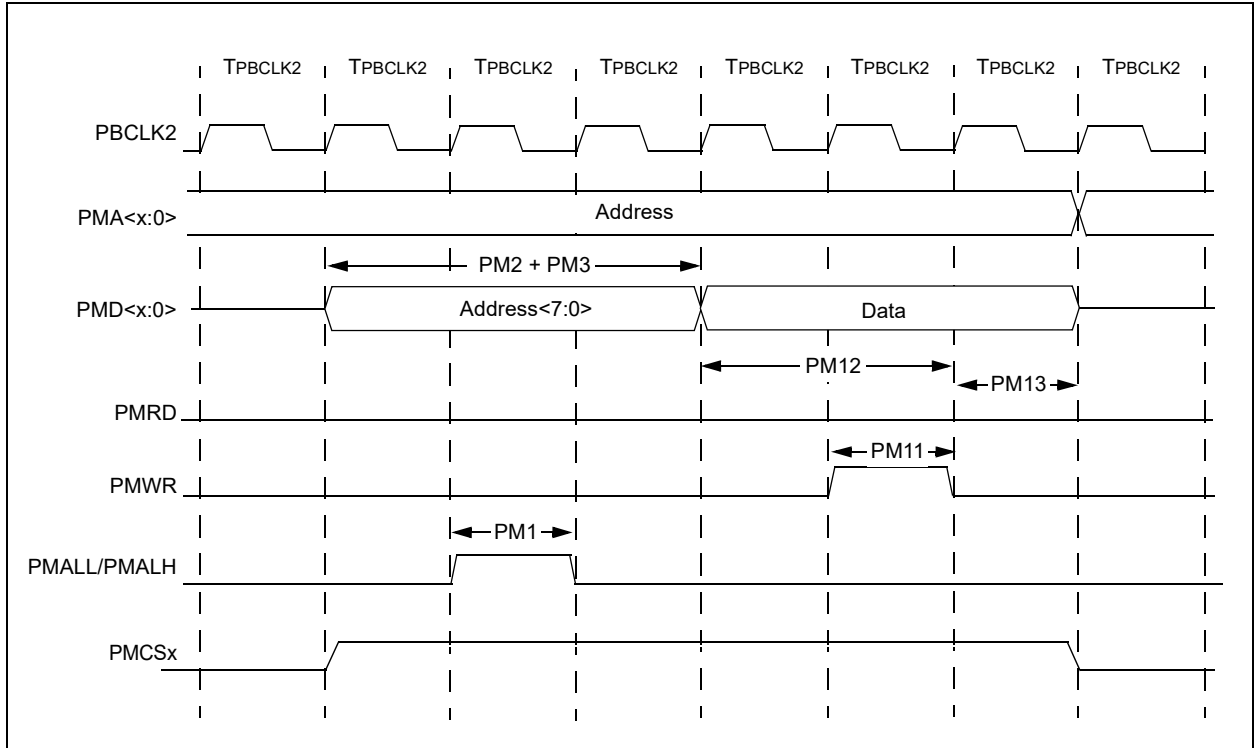 TPBCLK2 TPBCLK2 TPBCLK2 TPBCLK2 TPBCLK2 TPBCLK2 TPBCLK2 TPBCLK2
PBCLK2
PMA<x:0> Address
PM2 + PM3
PMD<x:0> Address<7:0> Data
PM12
PM13
PMRD
PM11
PMWR
PM1
PMALL/PMALH
PMCSx